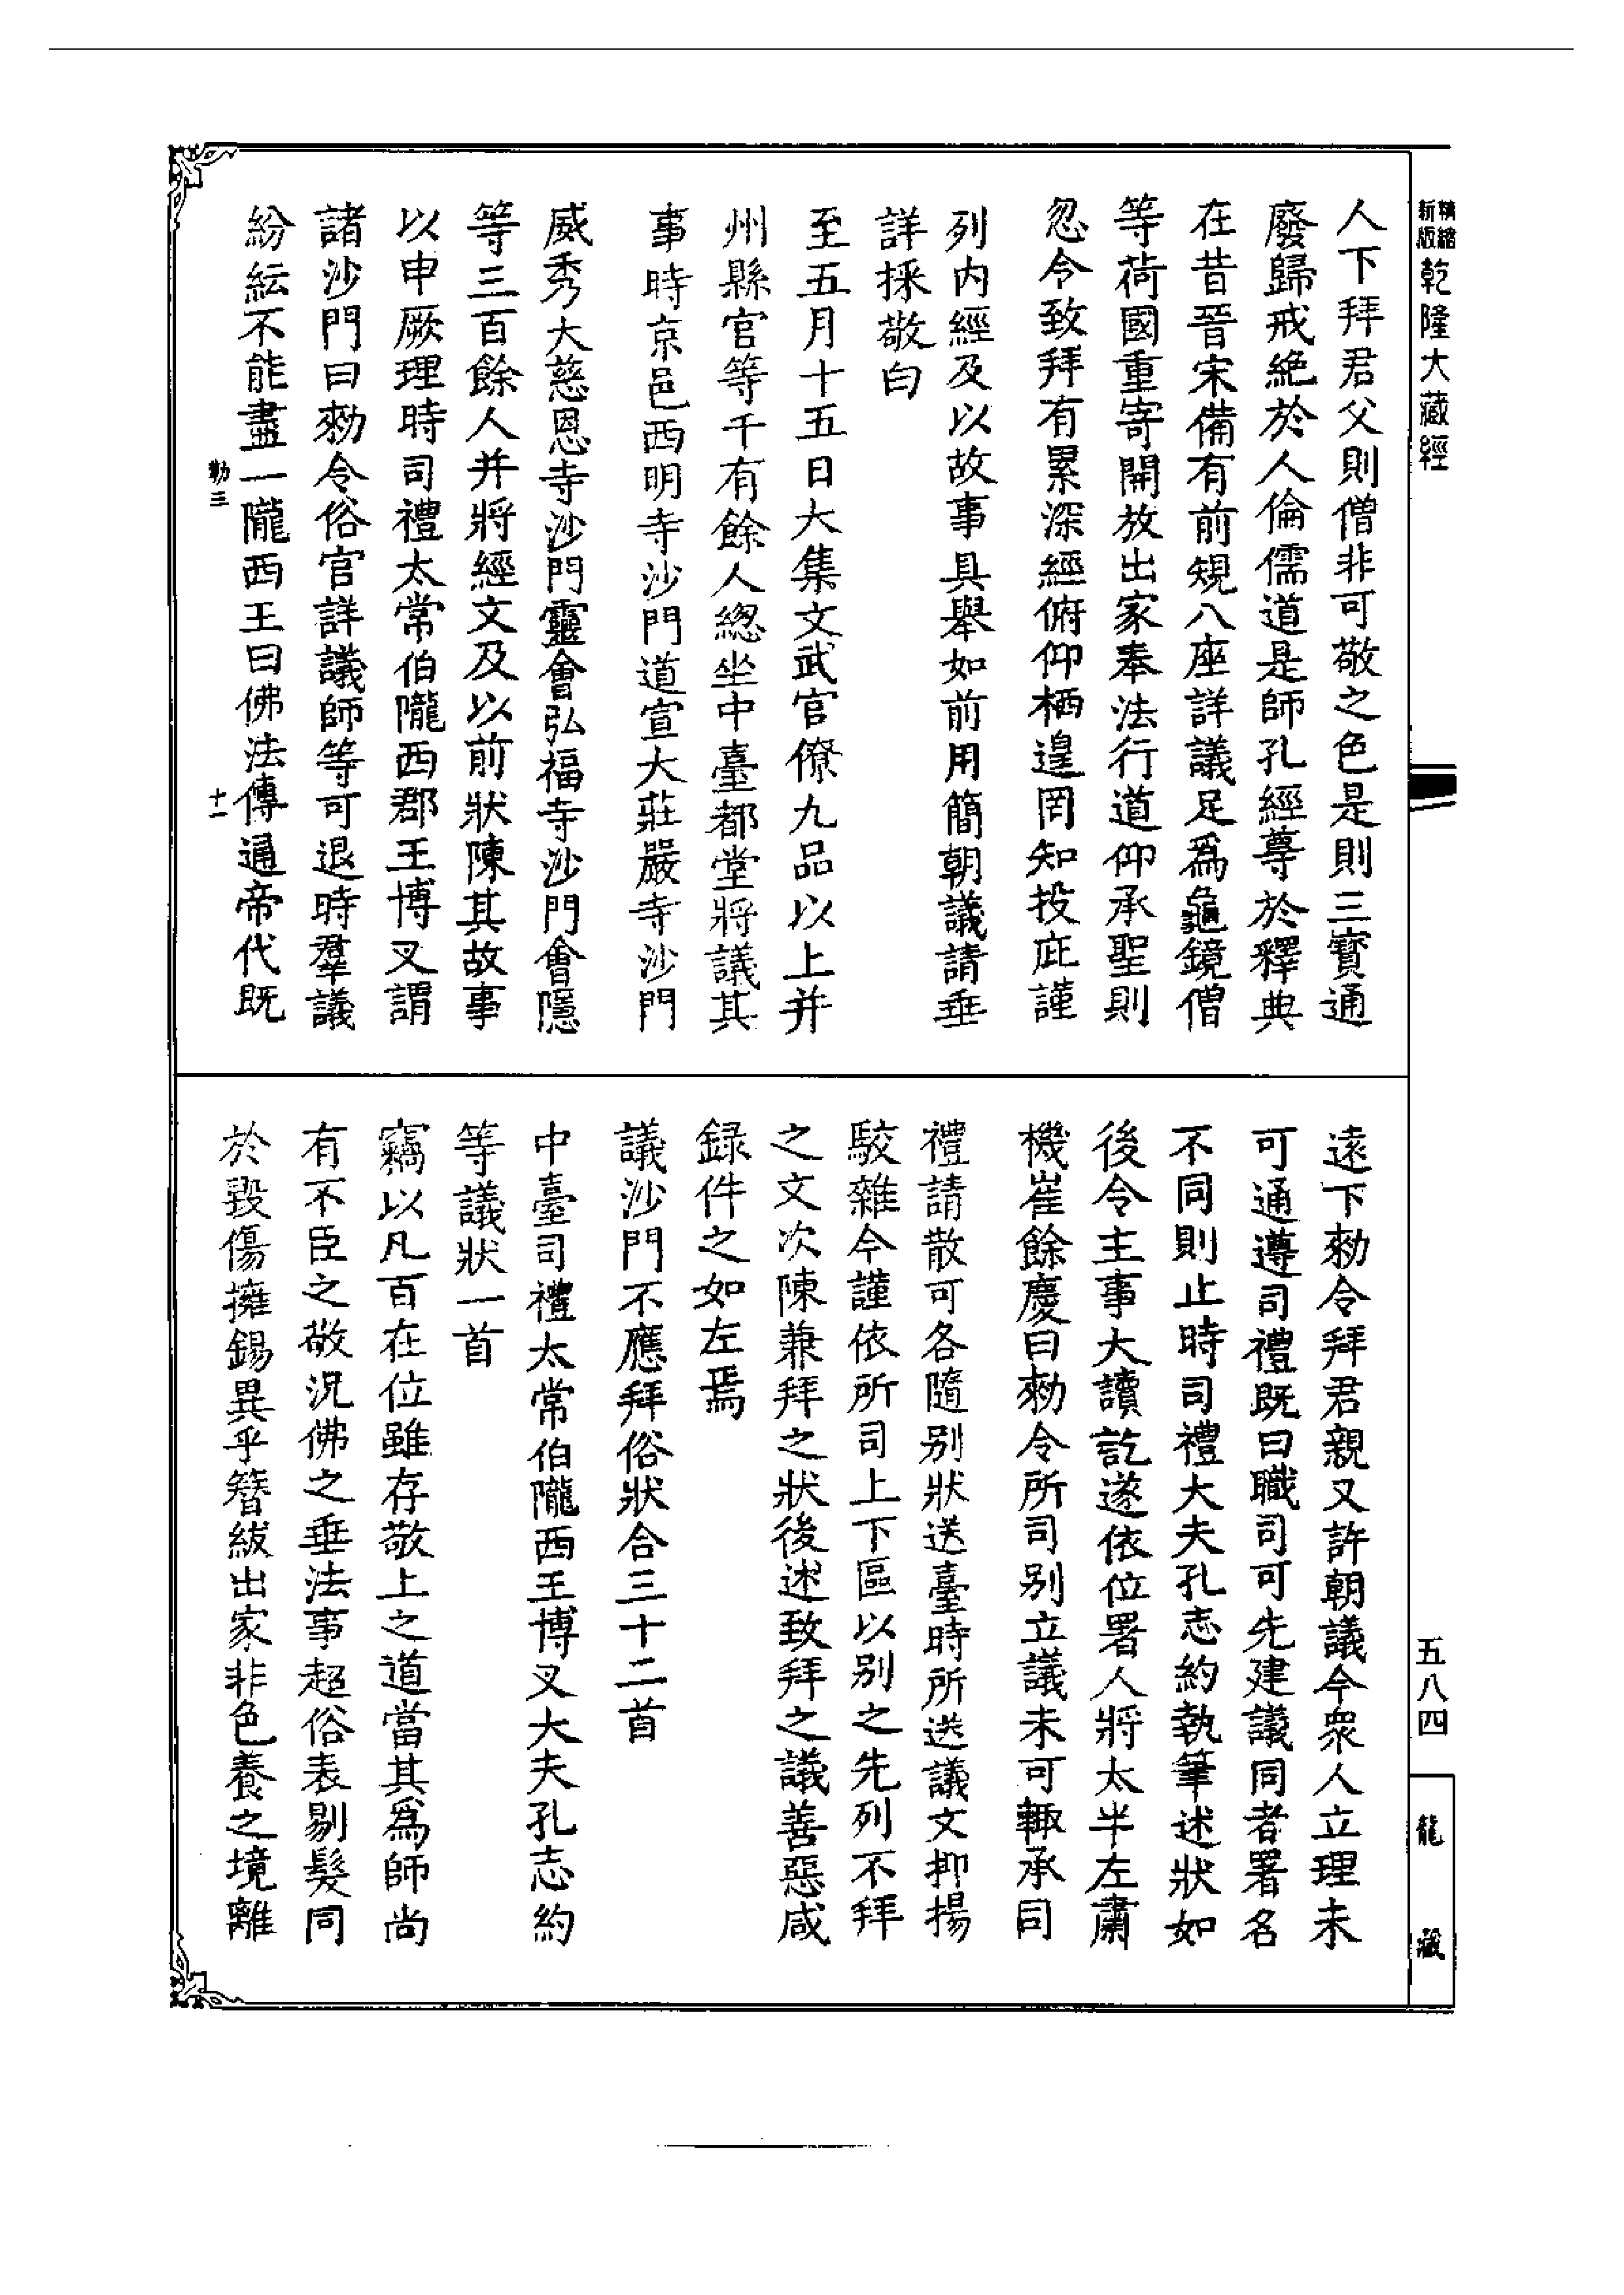 精縮新版乾隆大藏經
人下拜君父則僧非可敬之色是則三寶通
廢歸戒絶於人倫儒道是師孔經尊於釋典
在昔晉宋備有前規八座詳議足爲龜鏡僧
等荷國重寄開放出家奉法行道仰承聖則
忽令致拜有累深經俯仰栖遑罔知投庇謹
列内經及以故事具舉如前用簡朝議請垂
詳採敬白
至五月十五日大集文武官僚九品以上并
州縣官等千有餘人緫坐中臺都堂將議其
事時京邑西明寺沙門道宣大莊嚴寺沙門
威秀大慈恩寺沙門靈會弘福寺沙門會隱
等三百餘人并將經文及以前狀陳其故事
以申厥理時司禮太常伯隴西郡王博叉謂
諸沙門曰勑令俗官詳議師等可退時羣議
紛紜不能盡一隴西王曰佛法傳通帝代既
勒三 十一
遠下勑令拜君親又許朝議今衆人立理未
可通遵司禮既曰職司可先建議同者署名
不同則止時司禮大夫孔志約執筆述狀如
後令主事大讀訖遂依位署人將太半左肅
機崔餘慶曰勑令所司别立議未可輙承司
禮請散可各隨别狀送臺時所送議文抑揚
駮雜今謹依所司上下區以别之先列不拜
之文次陳兼拜之狀後述致拜之議善惡咸
録件之如左焉
議沙門不應拜俗狀合三十二首
中臺司禮太常伯隴西王博叉大夫孔志約
等議狀一首
竊以凡百在位雖存敬上之道當其爲師尚
有不臣之敬況佛之垂法事超俗表剔髮同
於毀傷擁錫異乎簪紱出家非色養之境離
五八四
龍藏